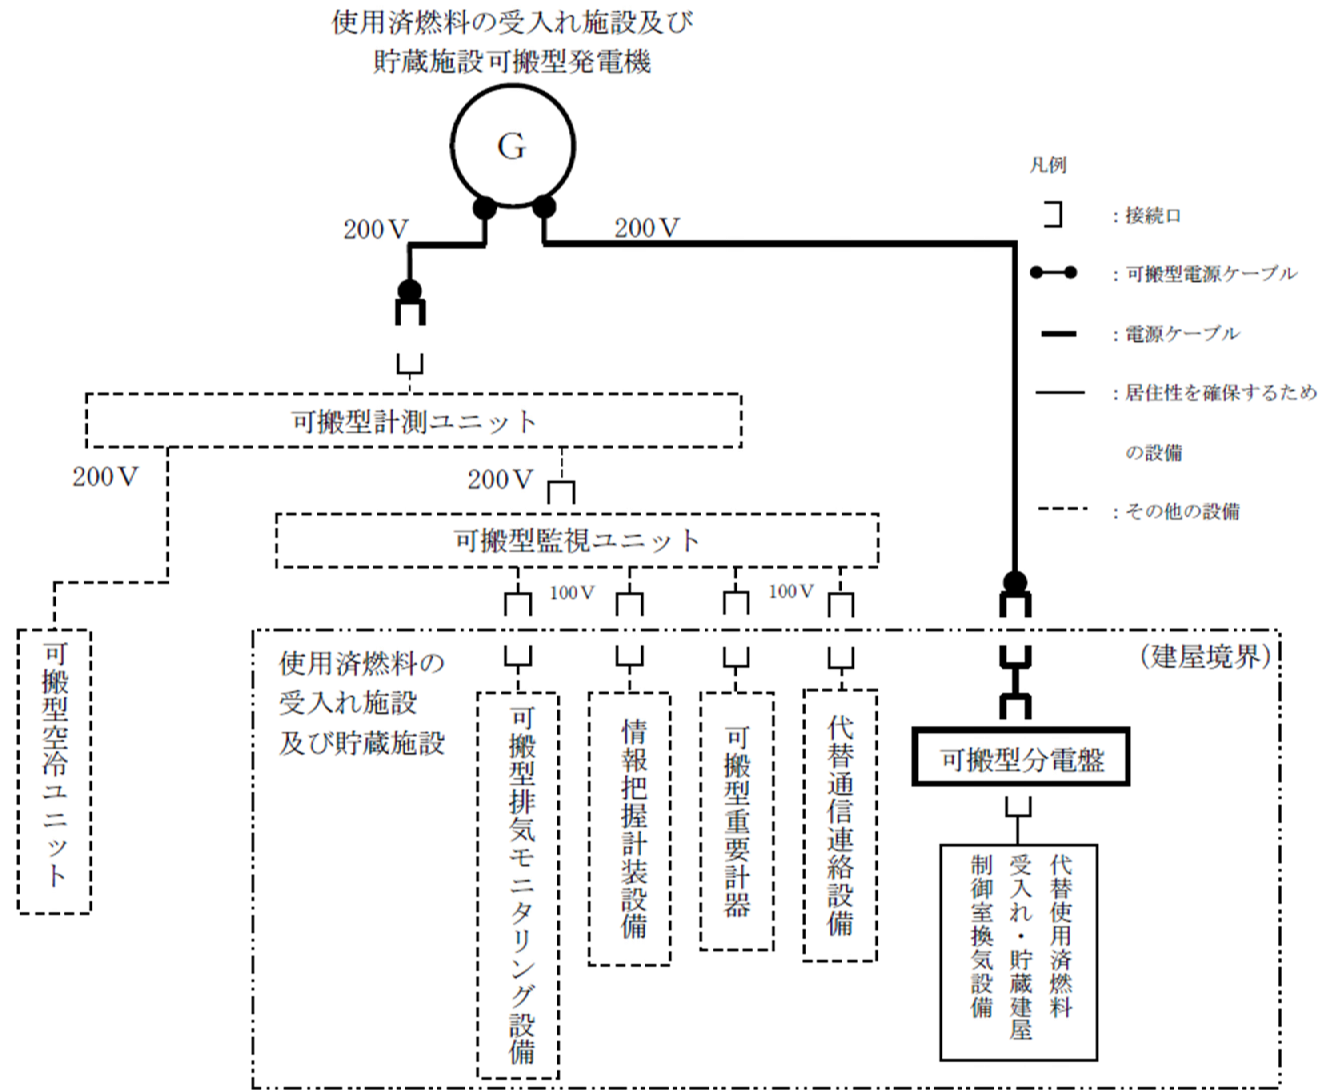 使用済燃料の受入れ施設及び
貯蔵施設可搬型発電機
G
200V
200V
凡例
：接続口
：可搬型電源ケーブル
：電源ケーブル
：居住性を確保するため
の設備
：その他の設備
可搬型計測ユニット
200V
200V
可搬型監視ユニット
100V
100V
可搬型空冷ユニット
使用済燃料の
受入れ施設
及び貯蔵施設
(建屋境界)
可搬型排気モニタリング設備
情報把握計装設備
可搬型重要計器
代替通信連絡設備
可搬型分電盤
代替使用済燃料
受入れ・貯蔵建屋
制御室換気設備